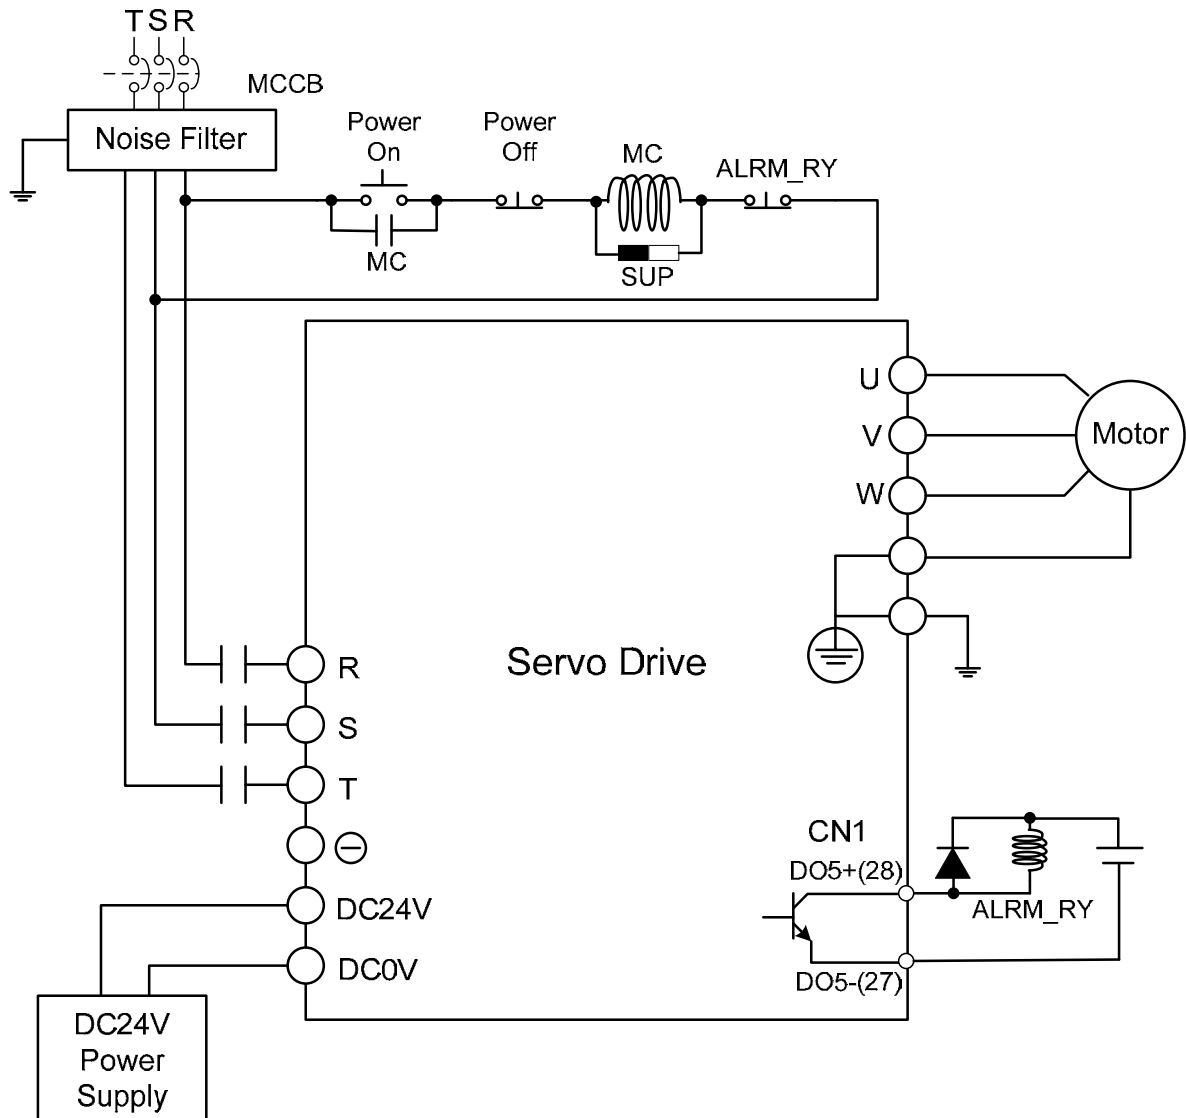 T S R
MCCB
Noise Filter
Power
On
Power
Off
MC
ALRM_RY
MC
SUP
U
V
Motor
W
Servo Drive
R
S
T
CN1
DO5+(28)
ALRM_RY
DC24V
DC0V
DO5-(27)
DC24V
Power
Supply